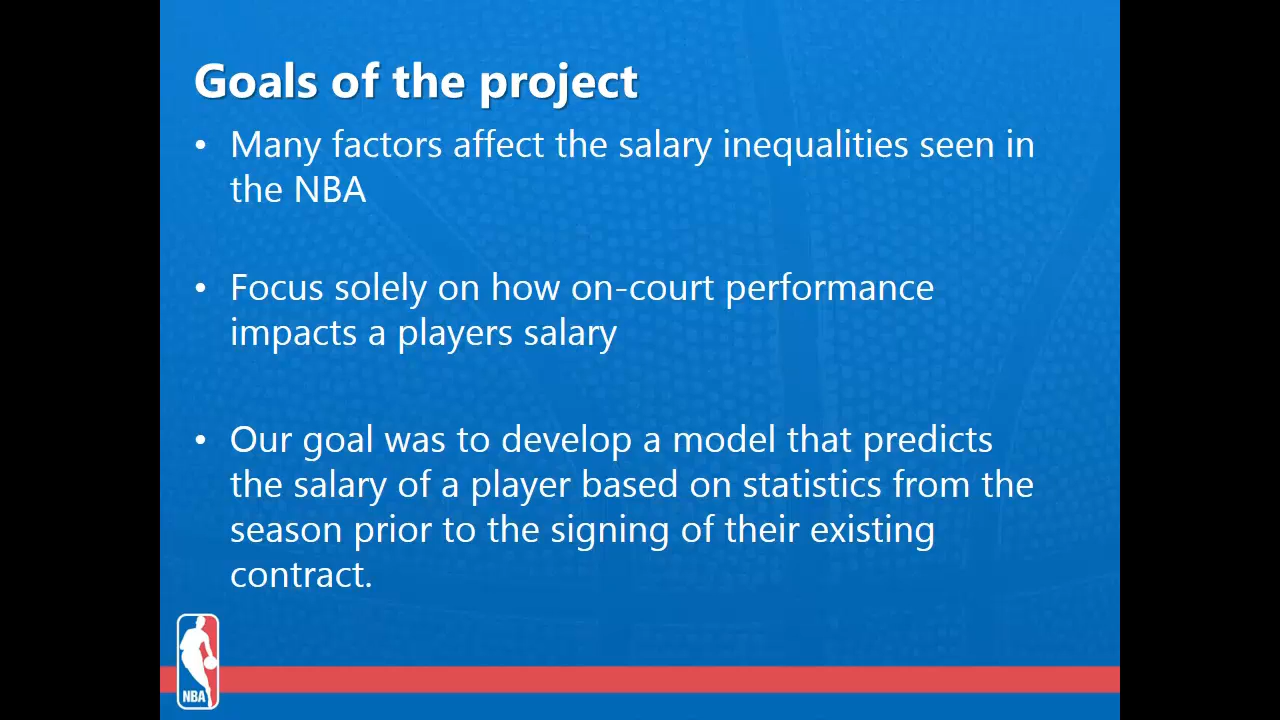 Goals of the project
• Many factors affect the salary inequalities seen in
the NBA
• Focus solely on how on-court performance
impacts a players salary
• Our goal was to develop a model that predicts
the salary of a player based on statistics from the
season prior to the signing of their existing
contract.
NBA